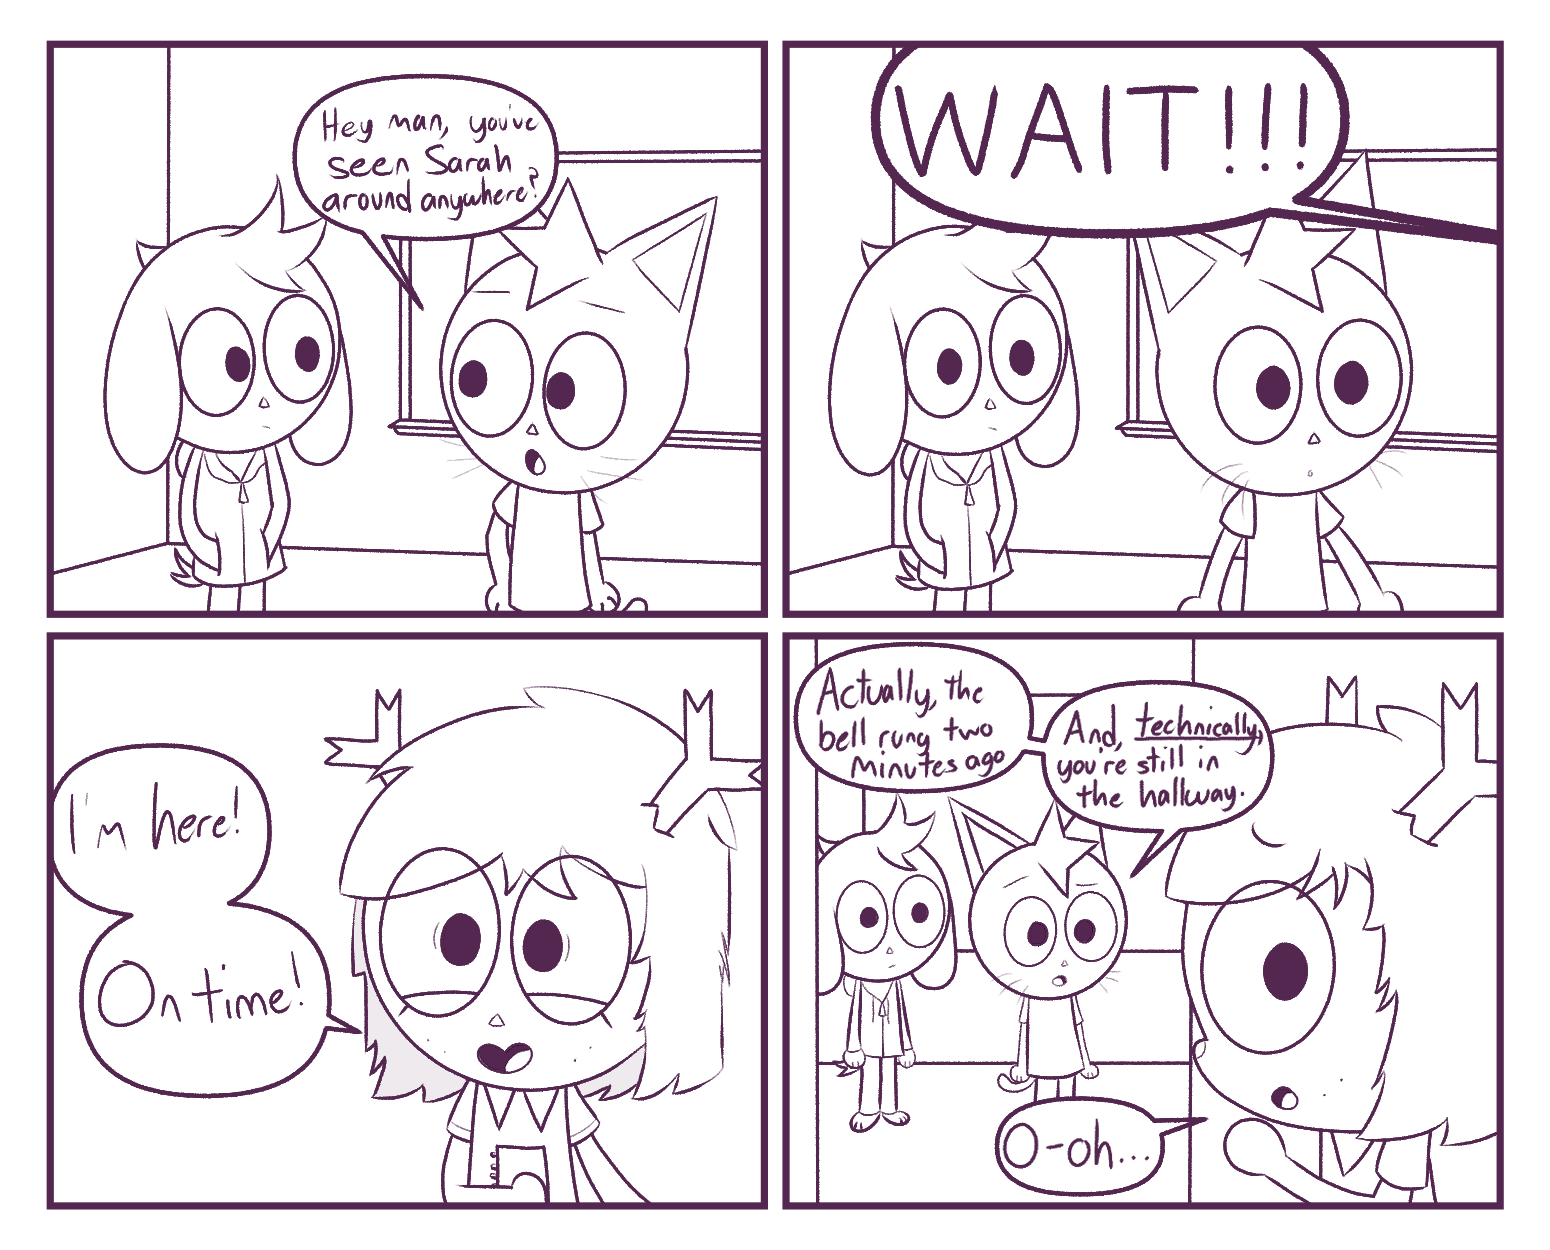 Hey man, you've
seen Sarah
around anywhere?
WAIT!!!
I'm here!
On time!
Actually, the
bell rung two
minutes ago
And, technically,
you're still in
the hallway.
O-oh...